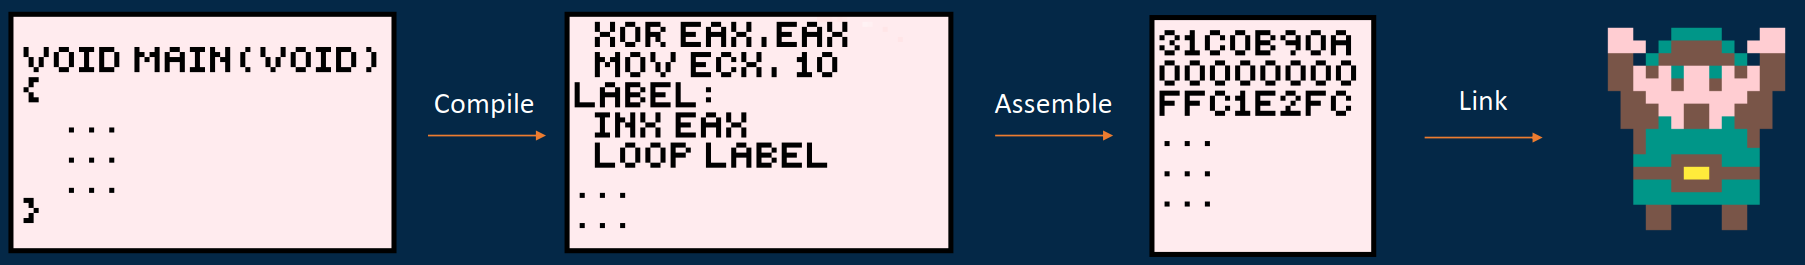 VOID MAIN(VOID)
{
...
...
...
}
Compile
XOR EAX,EAX
MOV ECX, 10
LABEL:
INX EAX
LOOP LABEL
...
...
Assemble
31C0B90A
00000000
FFC1E2FC
...
...
...
Link